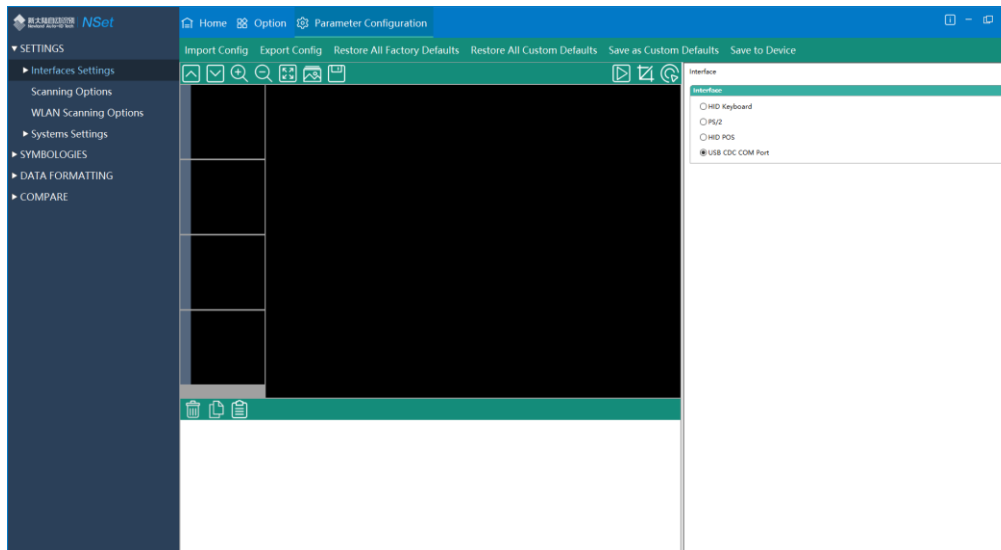 NSet
Home Option Parameter Configuration
SETTINGS
Import Config Export Config Restore All Factory Defaults Restore All Custom Defaults Save as Custom Defaults Save to Device
Interfaces Settings
Scanning Options
WLAN Scanning Options
Systems Settings
SYMBOLOGIES
DATA FORMATTING
COMPARE
Interface
Interface
HID Keyboard
PS/2
HID POS
USB CDC COM Port